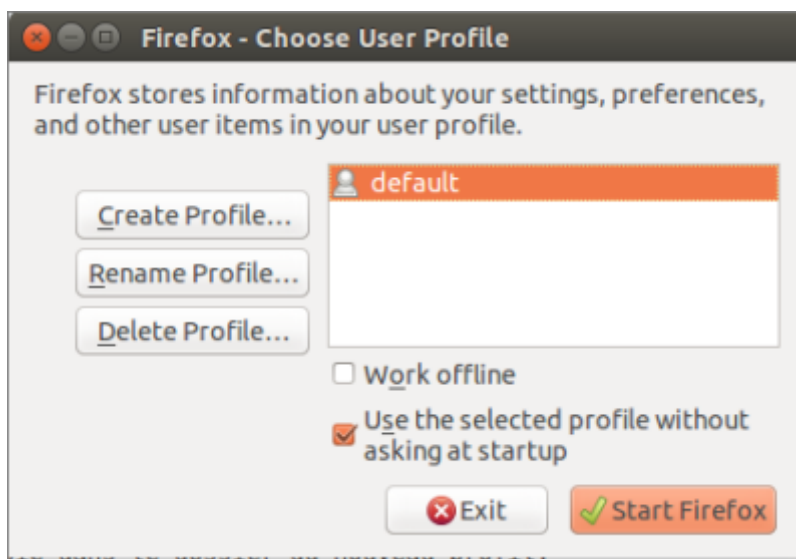 Firefox - Choose User Profile
Firefox stores information about your settings, preferences,
and other user items in your user profile.
default
Create Profile...
Rename Profile...
Delete Profile...
Work offline
Use the selected profile without
asking at startup
Exit
Start Firefox